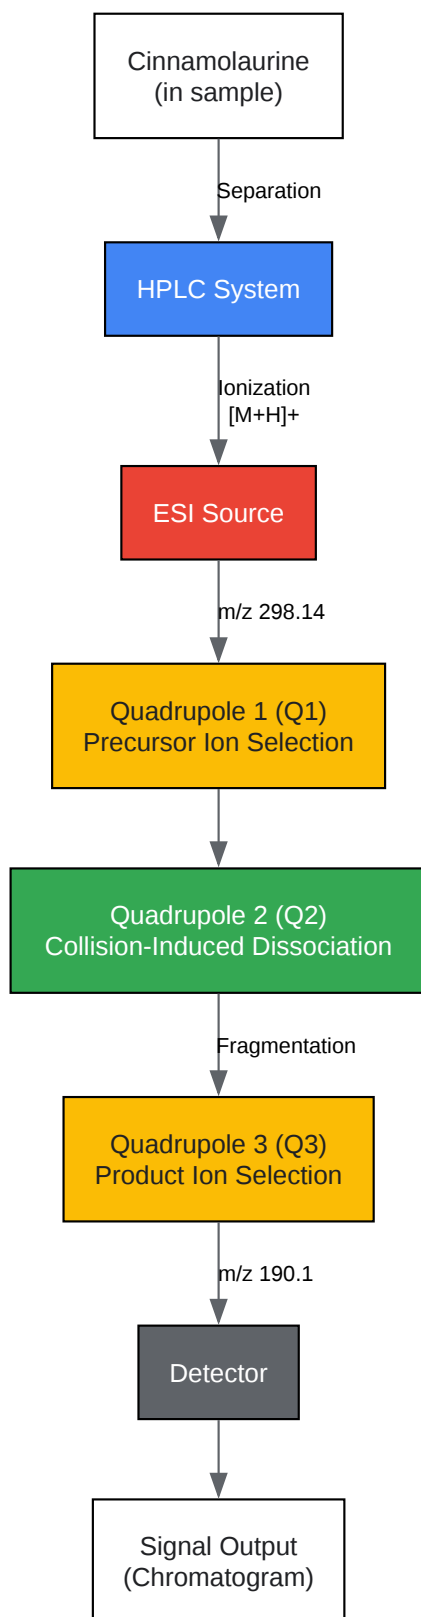 Cinnamolaurine
(in sample)
Separation
HPLC System
Ionization
[M+H]+
ESI Source
m/z 298.14
Quadrupole 1 (Q1)
Precursor Ion Selection
Quadrupole 2 (Q2)
Collision-Induced Dissociation
Fragmentation
Quadrupole 3 (Q3)
Product Ion Selection
m/z 190.1
Detector
Signal Output
(Chromatogram)